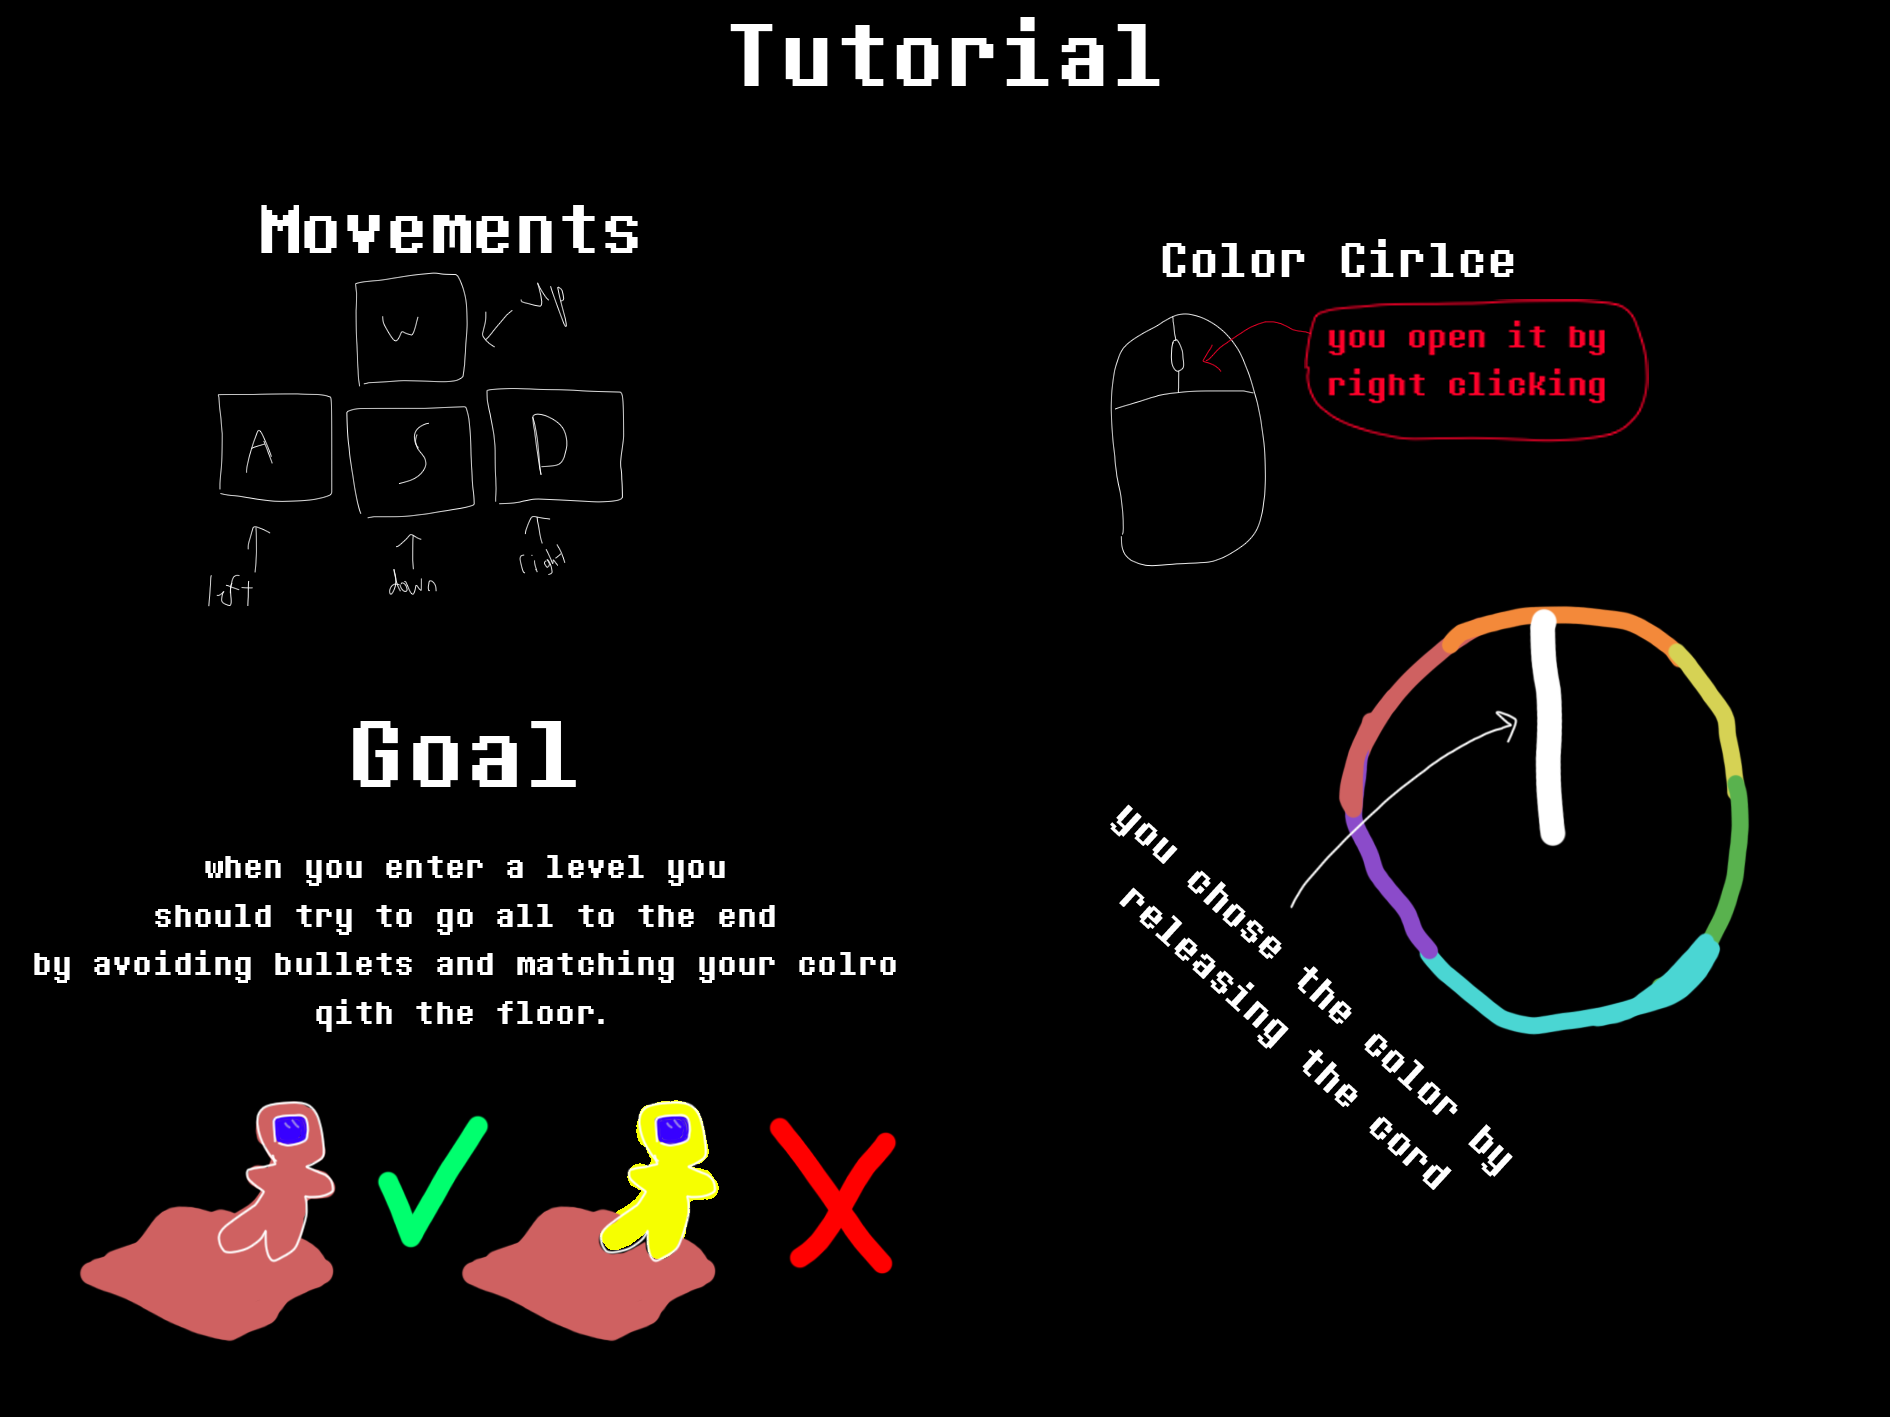 Tutorial
Movements
W
up
A
S
D
left
down
right
Color Cirlce
you open it by
right clicking
Goal
when you enter a level you
should try to go all to the end
by avoiding bullets and matching your colro
qith the floor.
you chose the color by
releasing the cord